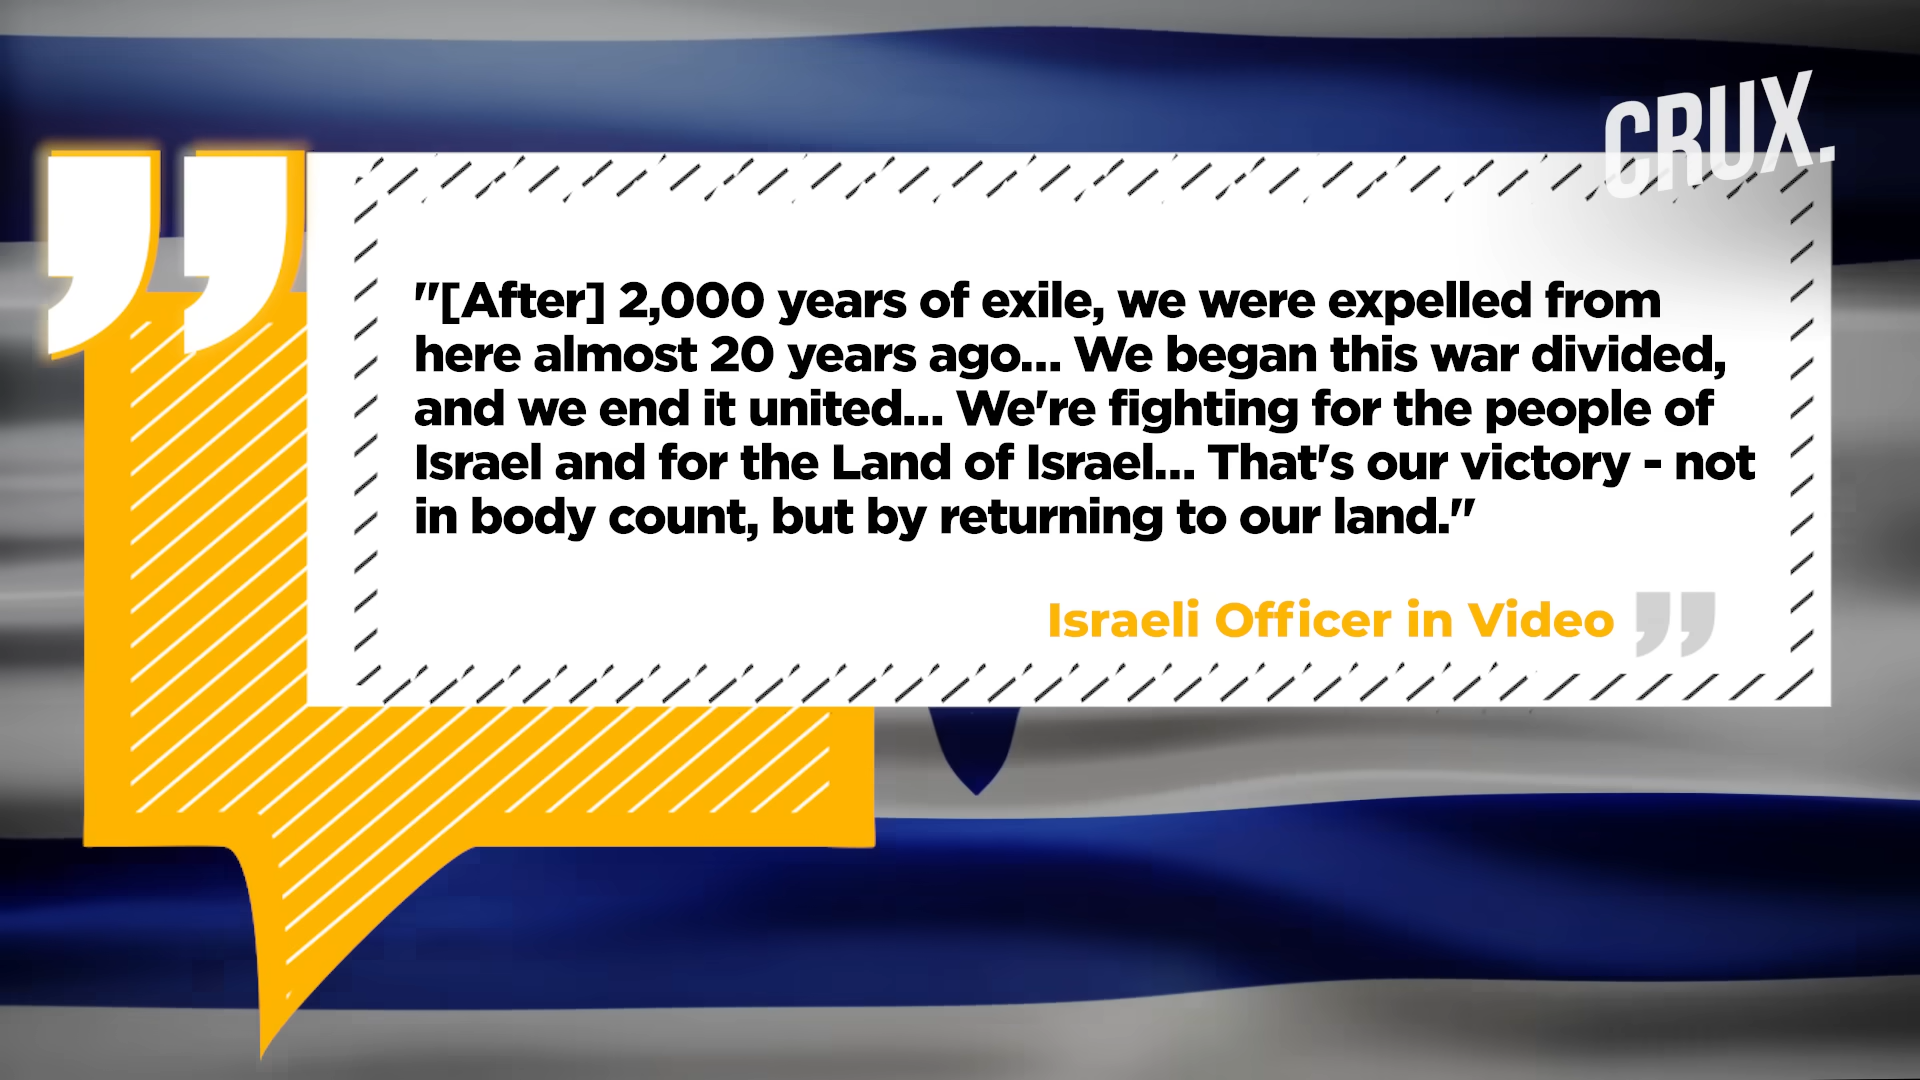 CRUX.
"[After] 2,000 years of exile, we were expelled from
here almost 20 years ago... We began this war divided,
and we end it united... We're fighting for the people of
Israel and for the Land of Israel... That's our victory - not
in body count, but by returning to our land."
Israeli Officer in Video